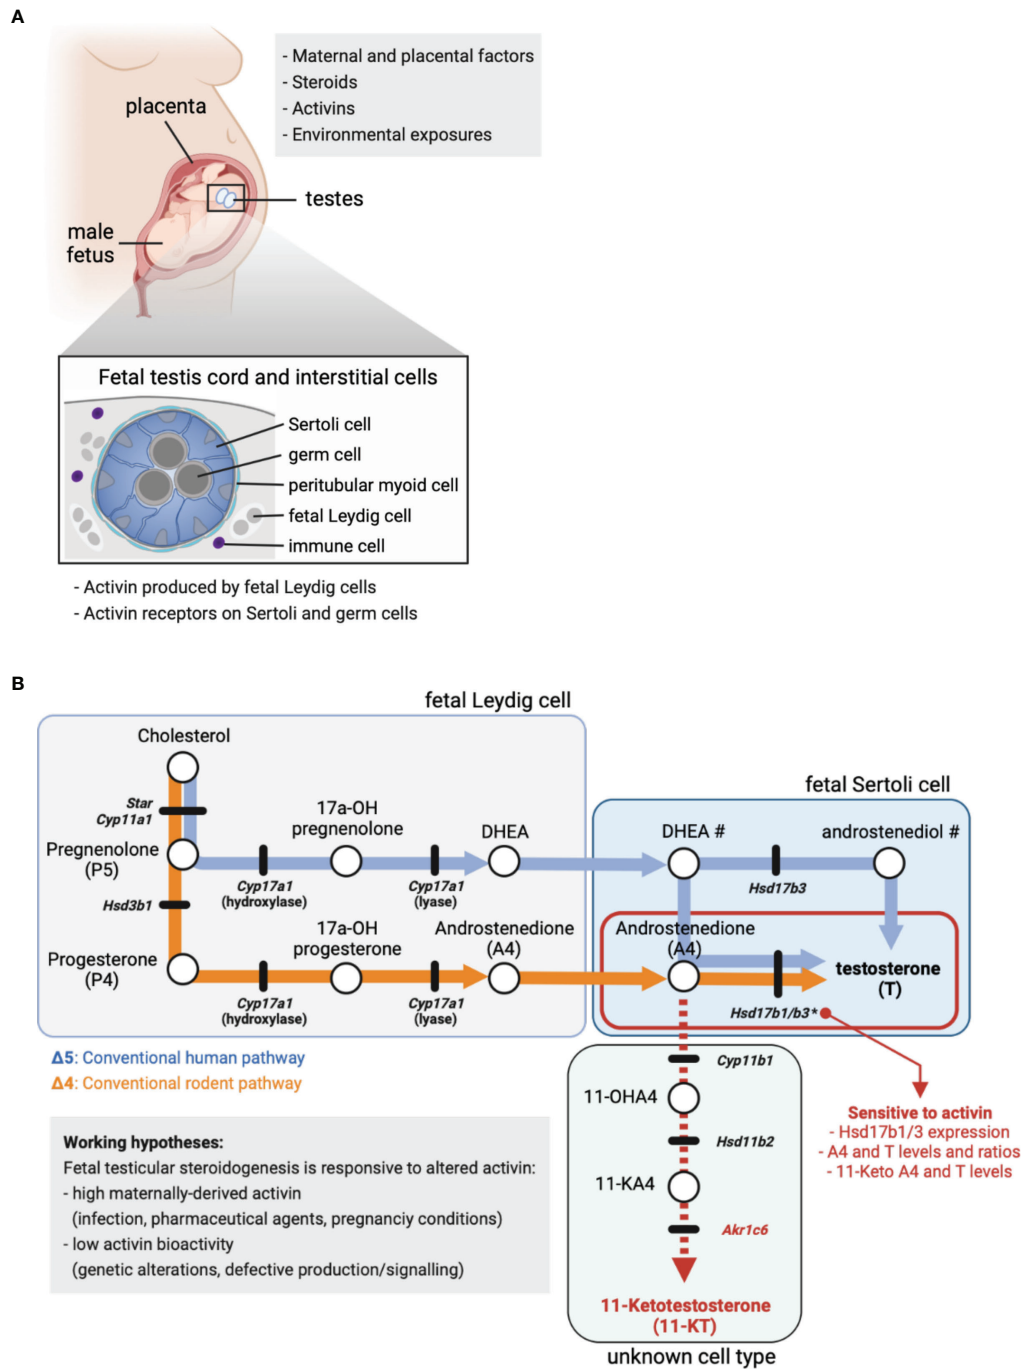 A
- Maternal and placental factors
- Steroids
- Activins
- Environmental exposures
placenta
testes
male
fetus
Fetal testis cord and interstitial cells
Sertoli cell
germ cell
peritubular myoid cell
fetal Leydig cell
immune cell
- Activin produced by fetal Leydig cells
- Activin receptors on Sertoli and germ cells
B
fetal Leydig cell
Cholesterol
Star
Cyp11a1
Pregnenolone
(P5)
17a-OH
pregnenolone
DHEA
Cyp17a1
(hydroxylase)
Cyp17a1
(lyase)
Hsd3b1
Progesterone
(P4)
17a-OH
progesterone
Androstenedione
(A4)
Cyp17a1
(hydroxylase)
Cyp17a1
(lyase)
fetal Sertoli cell
DHEA #
androstenediol #
Hsd17b3
Androstenedione
(A4)
testosterone
(T)
Hsd17b1/b3*
Δ5: Conventional human pathway
Δ4: Conventional rodent pathway
Cyp11b1
11-OHA4
Hsd11b2
11-KA4
Akr1c6
11-Ketotestosterone
(11-KT)
unknown cell type
Sensitive to activin
- Hsd17b1/3 expression
- A4 and T levels and ratios
- 11-Keto A4 and T levels
Working hypotheses:
Fetal testicular steroidogenesis is responsive to altered activin:
- high maternally-derived activin
(infection, pharmaceutical agents, pregnanciy conditions)
- low activin bioactivity
(genetic alterations, defective production/signalling)